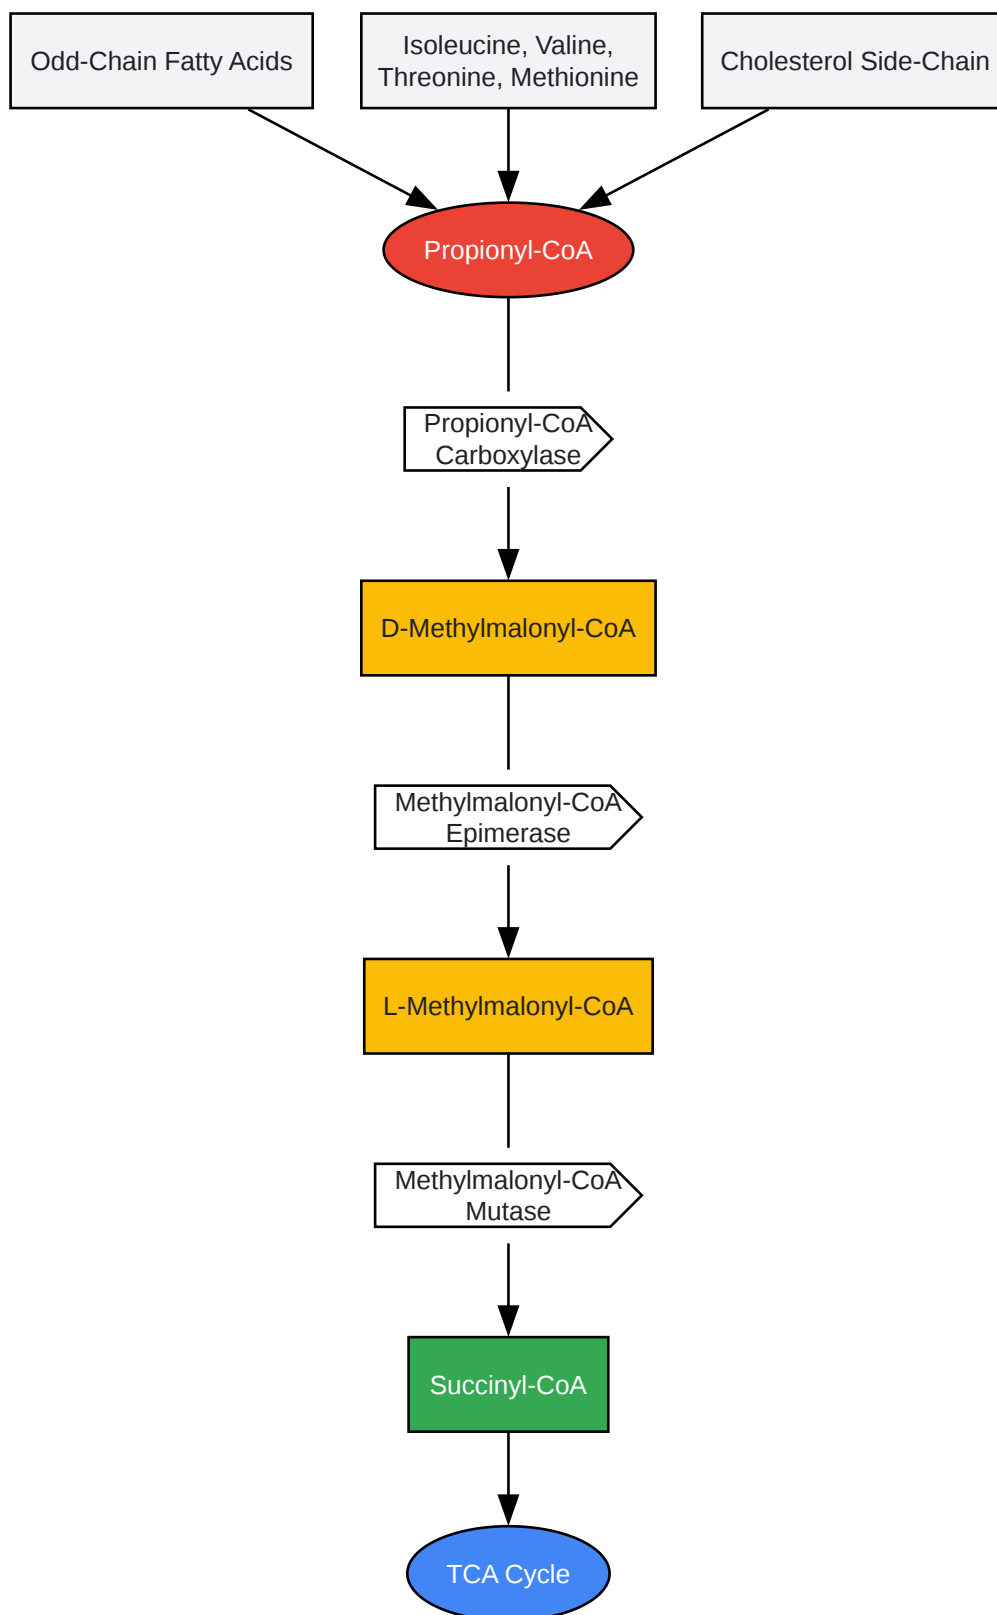 Odd-Chain Fatty Acids
Isoleucine, Valine,
Threonine, Methionine
Cholesterol Side-Chain
Propionyl-CoA
Propionyl-CoA
Carboxylase
D-Methylmalonyl-CoA
Methylmalonyl-CoA
Epimerase
L-Methylmalonyl-CoA
Methylmalonyl-CoA
Mutase
Succinyl-CoA
TCA Cycle